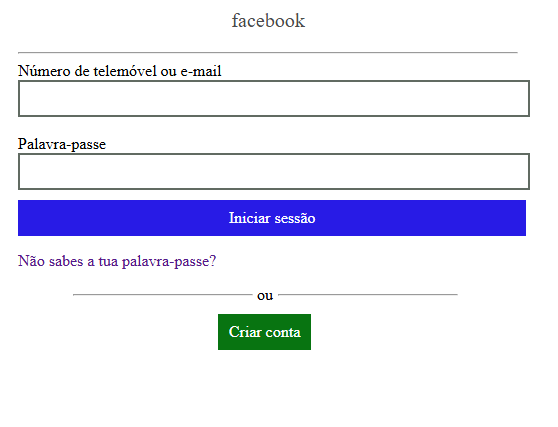 facebook
Número de telemóvel ou e-mail
Palavra-passe
Iniciar sessão
Não sabes a tua palavra-passe?
ou
Criar conta